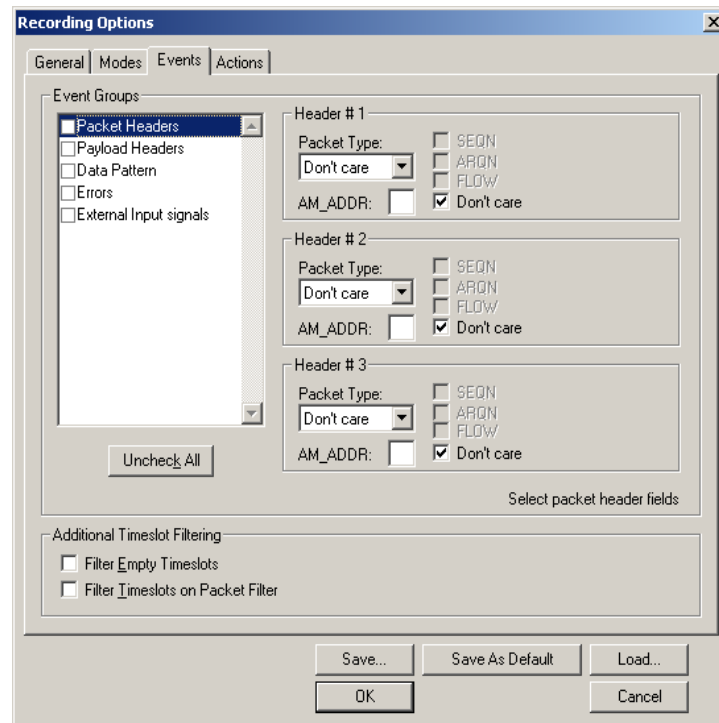 Recording Options
General Modes Events Actions
Event Groups
Packet Headers
Payload Headers
Data Pattern
Errors
External Input signals
Uncheck All
Header # 1
Packet Type:
Don't care
SEQN
ARQN
FLOW
AM_ADDR:
Don't care
Header # 2
Packet Type:
Don't care
SEQN
ARQN
FLOW
AM_ADDR:
Don't care
Header # 3
Packet Type:
Don't care
SEQN
ARQN
FLOW
AM_ADDR:
Don't care
Select packet header fields
Additional Timeslot Filtering
Filter Empty Timeslots
Filter Timeslots on Packet Filter
Save... Save As Default Load...
OK Cancel